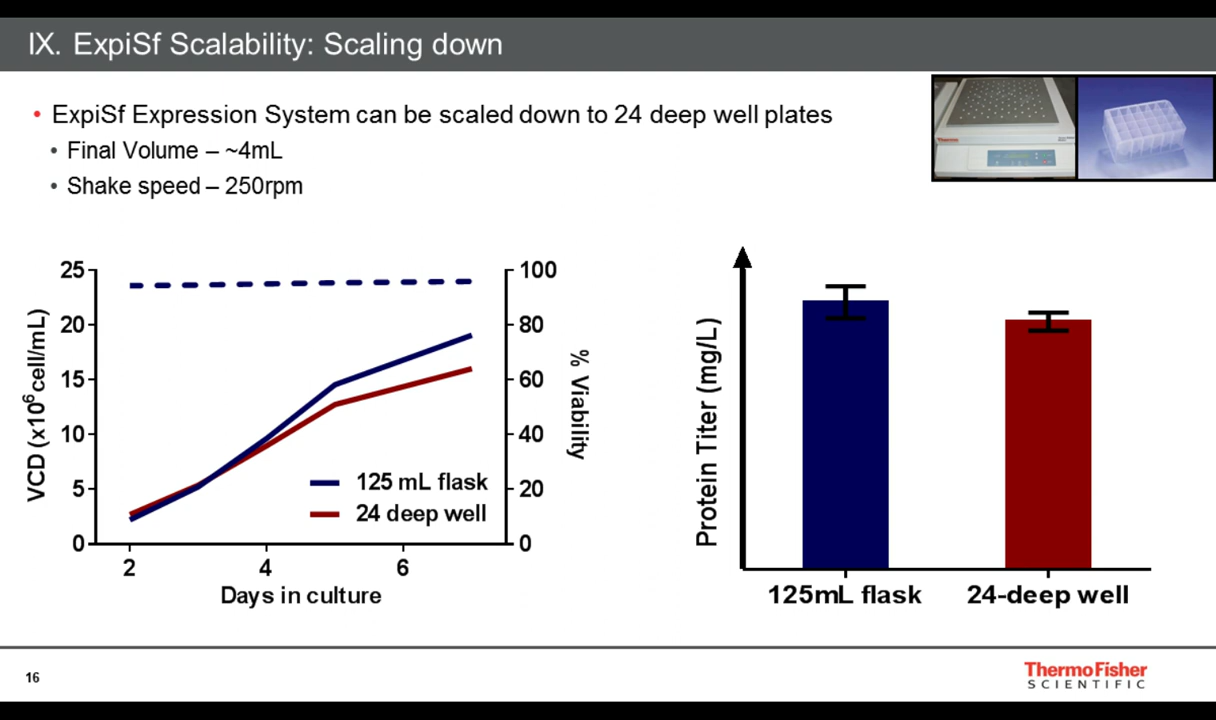 IX. ExpiSf Scalability: Scaling down
• ExpiSf Expression System can be scaled down to 24 deep well plates
• Final Volume – ~4mL
• Shake speed – 250rpm
25
20
15
10
5
0
VCD (x10⁶cell/mL)
100
80
60
40
20
0
% Viability
125 mL flask
24 deep well
2
4
6
Days in culture
Protein Titer (mg/L)
125mL flask
24-deep well
16
ThermoFisher
SCIENTIFIC